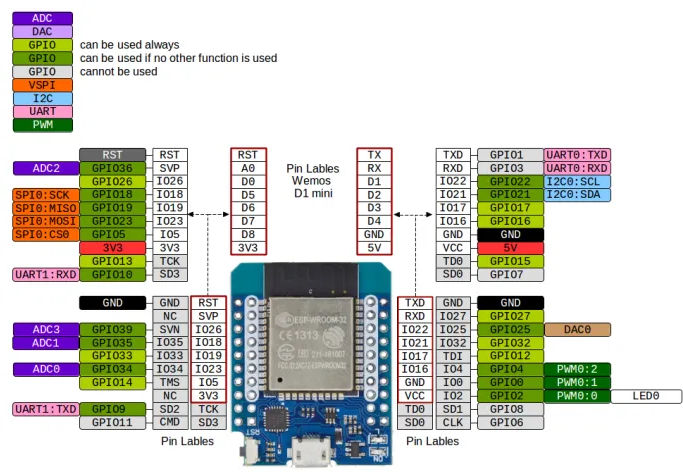 ADC
DAC
GPIO can be used always
GPIO can be used if no other function is used
GPIO cannot be used
VSPI
I2C
UART
PWM
RST RST RST TX TXD GPIO1 UART0:TXD
ADC2 GPIO36 SVP A0 Pin Lables RX RXD GPIO3 UART0:RXD
GPIO26 IO26 D0 Wemos D1 IO22 GPIO22 I2C0:SCL
SPI0:SCK GPIO18 IO18 D5 D1 mini D2 IO21 GPIO21 I2C0:SDA
SPI0:MISO GPIO19 IO19 D6 D3 IO17 GPIO17
SPI0:MOSI GPIO23 IO23 D7 D4 IO16 GPIO16
SPI0:CS0 GPIO5 IO5 D8 GND GND GND
3V3 3V3 3V3 5V VCC 5V
GPIO13 TCK TD0 GPIO15
UART1:RXD GPIO10 SD3 SD0 GPIO7
GND GND RST TXD GND GND
NC SVP RXD IO27 GPIO27
ADC3 GPIO39 SVN IO26 IO22 IO25 GPIO25 DAC0
ADC1 GPIO35 IO35 IO18 IO21 IO32 GPIO32
GPIO33 IO33 IO19 IO17 TDI GPIO12
ADC0 GPIO34 IO34 IO23 IO16 IO4 GPIO4 PWM0:2
GPIO14 TMS IO5 GND IO0 GPIO0 PWM0:1
NC 3V3 VCC IO2 GPIO2 PWM0:0 LED0
UART1:TXD GPIO9 SD2 TCK TD0 SD1 GPIO8
GPIO11 CMD SD3 SD0 CLK GPIO6
Pin Lables Pin Lables
ESP-WROOM-32
CE1313
RST